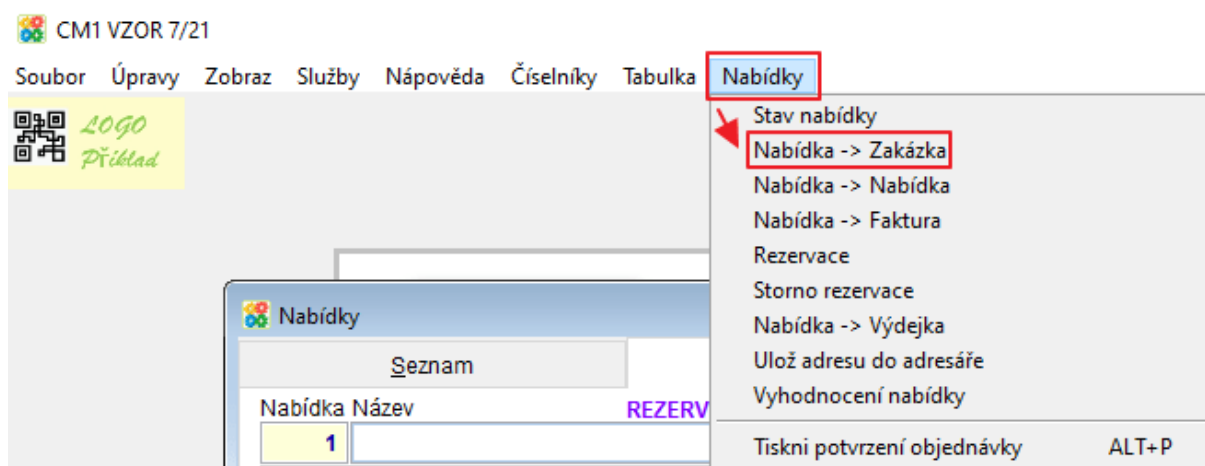 CM1 VZOR 7/21
Soubor Úpravy Zobraz Služby Nápověda Číselníky Tabulka Nabídky
LOGO
Příklad
Stav nabídky
Nabídka -> Zakázka
Nabídka -> Nabídka
Nabídka -> Faktura
Rezervace
Storno rezervace
Nabídka -> Výdejka
Ulož adresu do adresáře
Vyhodnocení nabídky
Tiskni potvrzení objednávky ALT+P
Nabídky
Seznam
Nabídka Název REZERV
1